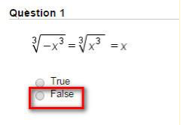 Question 1
∛-x³ = ∛x³ = x
True
False